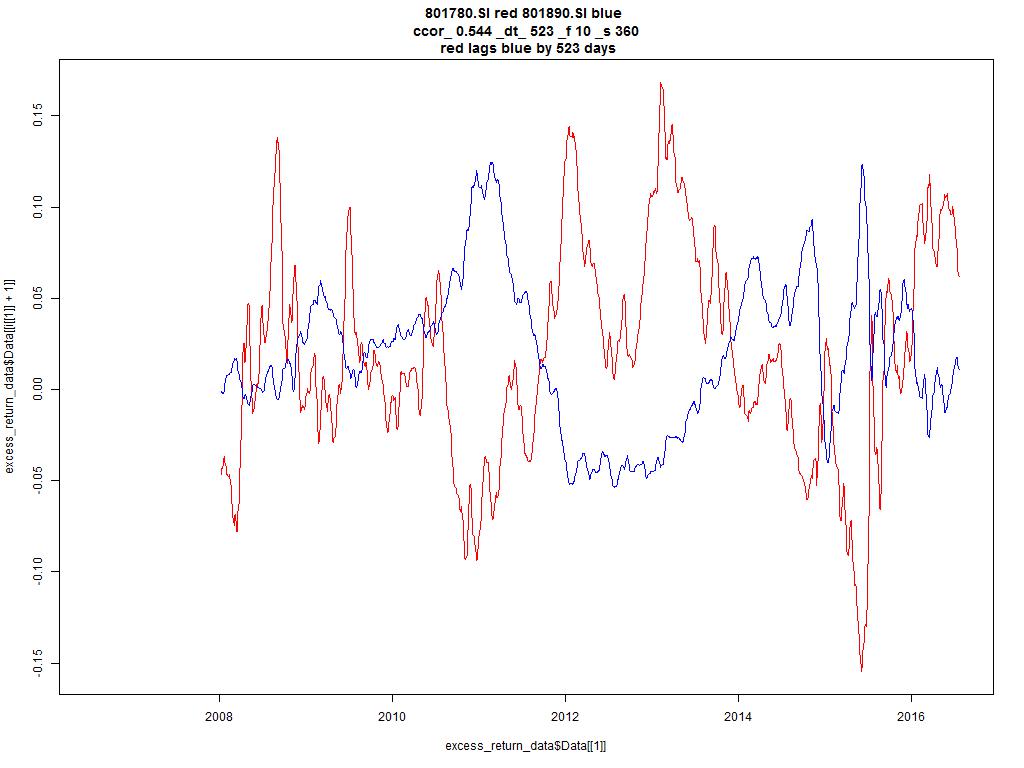 801780.SI red 801890.SI blue
ccor_ 0.544 _dt_ 523 _f 10 _s 360
red lags blue by 523 days
excess_return_data$Data[[i[[1]] + 1]]
0.15
0.10
0.05
0.00
-0.05
-0.10
-0.15
2008
2010
2012
2014
2016
excess_return_data$Data[[1]]